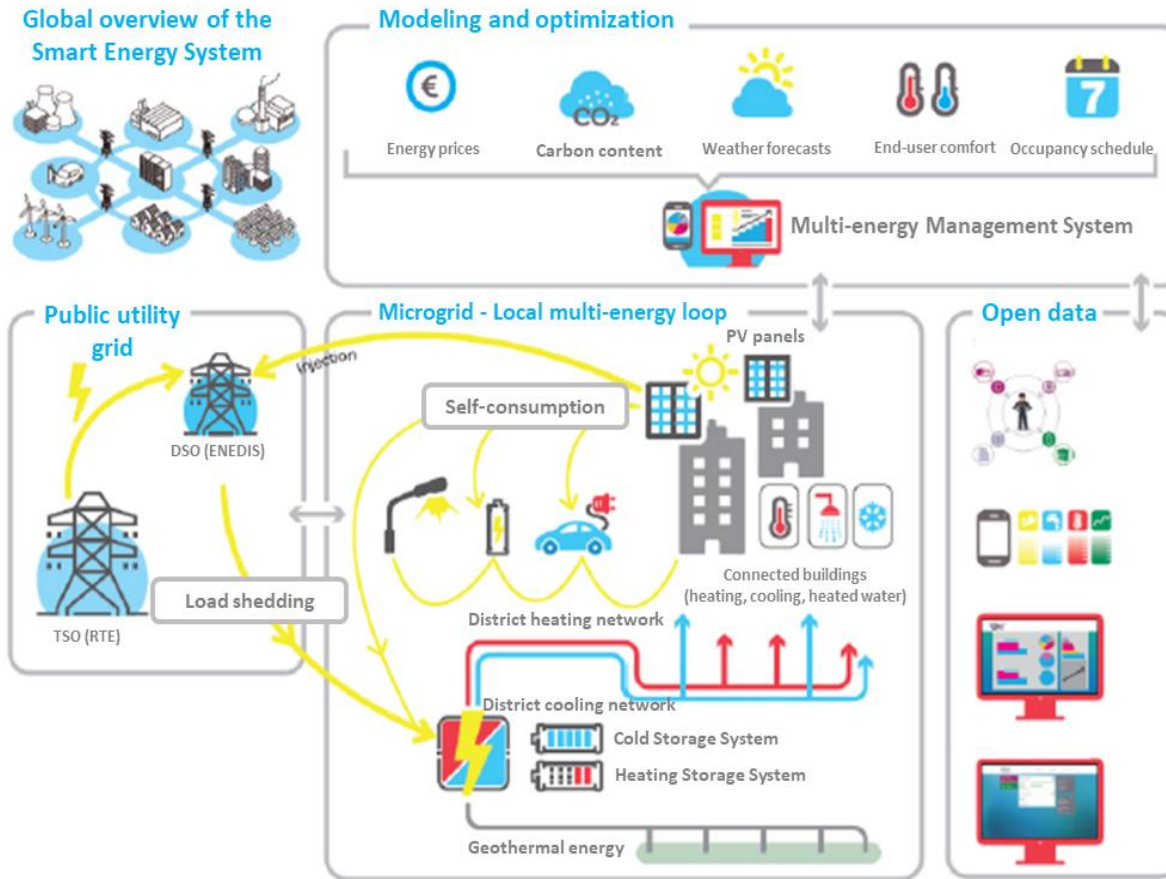 Global overview of the
Smart Energy System
Modeling and optimization
€
CO₂
7
Energy prices
Carbon content
Weather forecasts
End-user comfort
Occupancy schedule
Multi-energy Management System
Public utility
grid
DSO (ENEDIS)
TSO (RTE)
Load shedding
Microgrid - Local multi-energy loop
PV panels
Injection
Self-consumption
Connected buildings
(heating, cooling, heated water)
District heating network
District cooling network
Cold Storage System
Heating Storage System
Geothermal energy
Open data